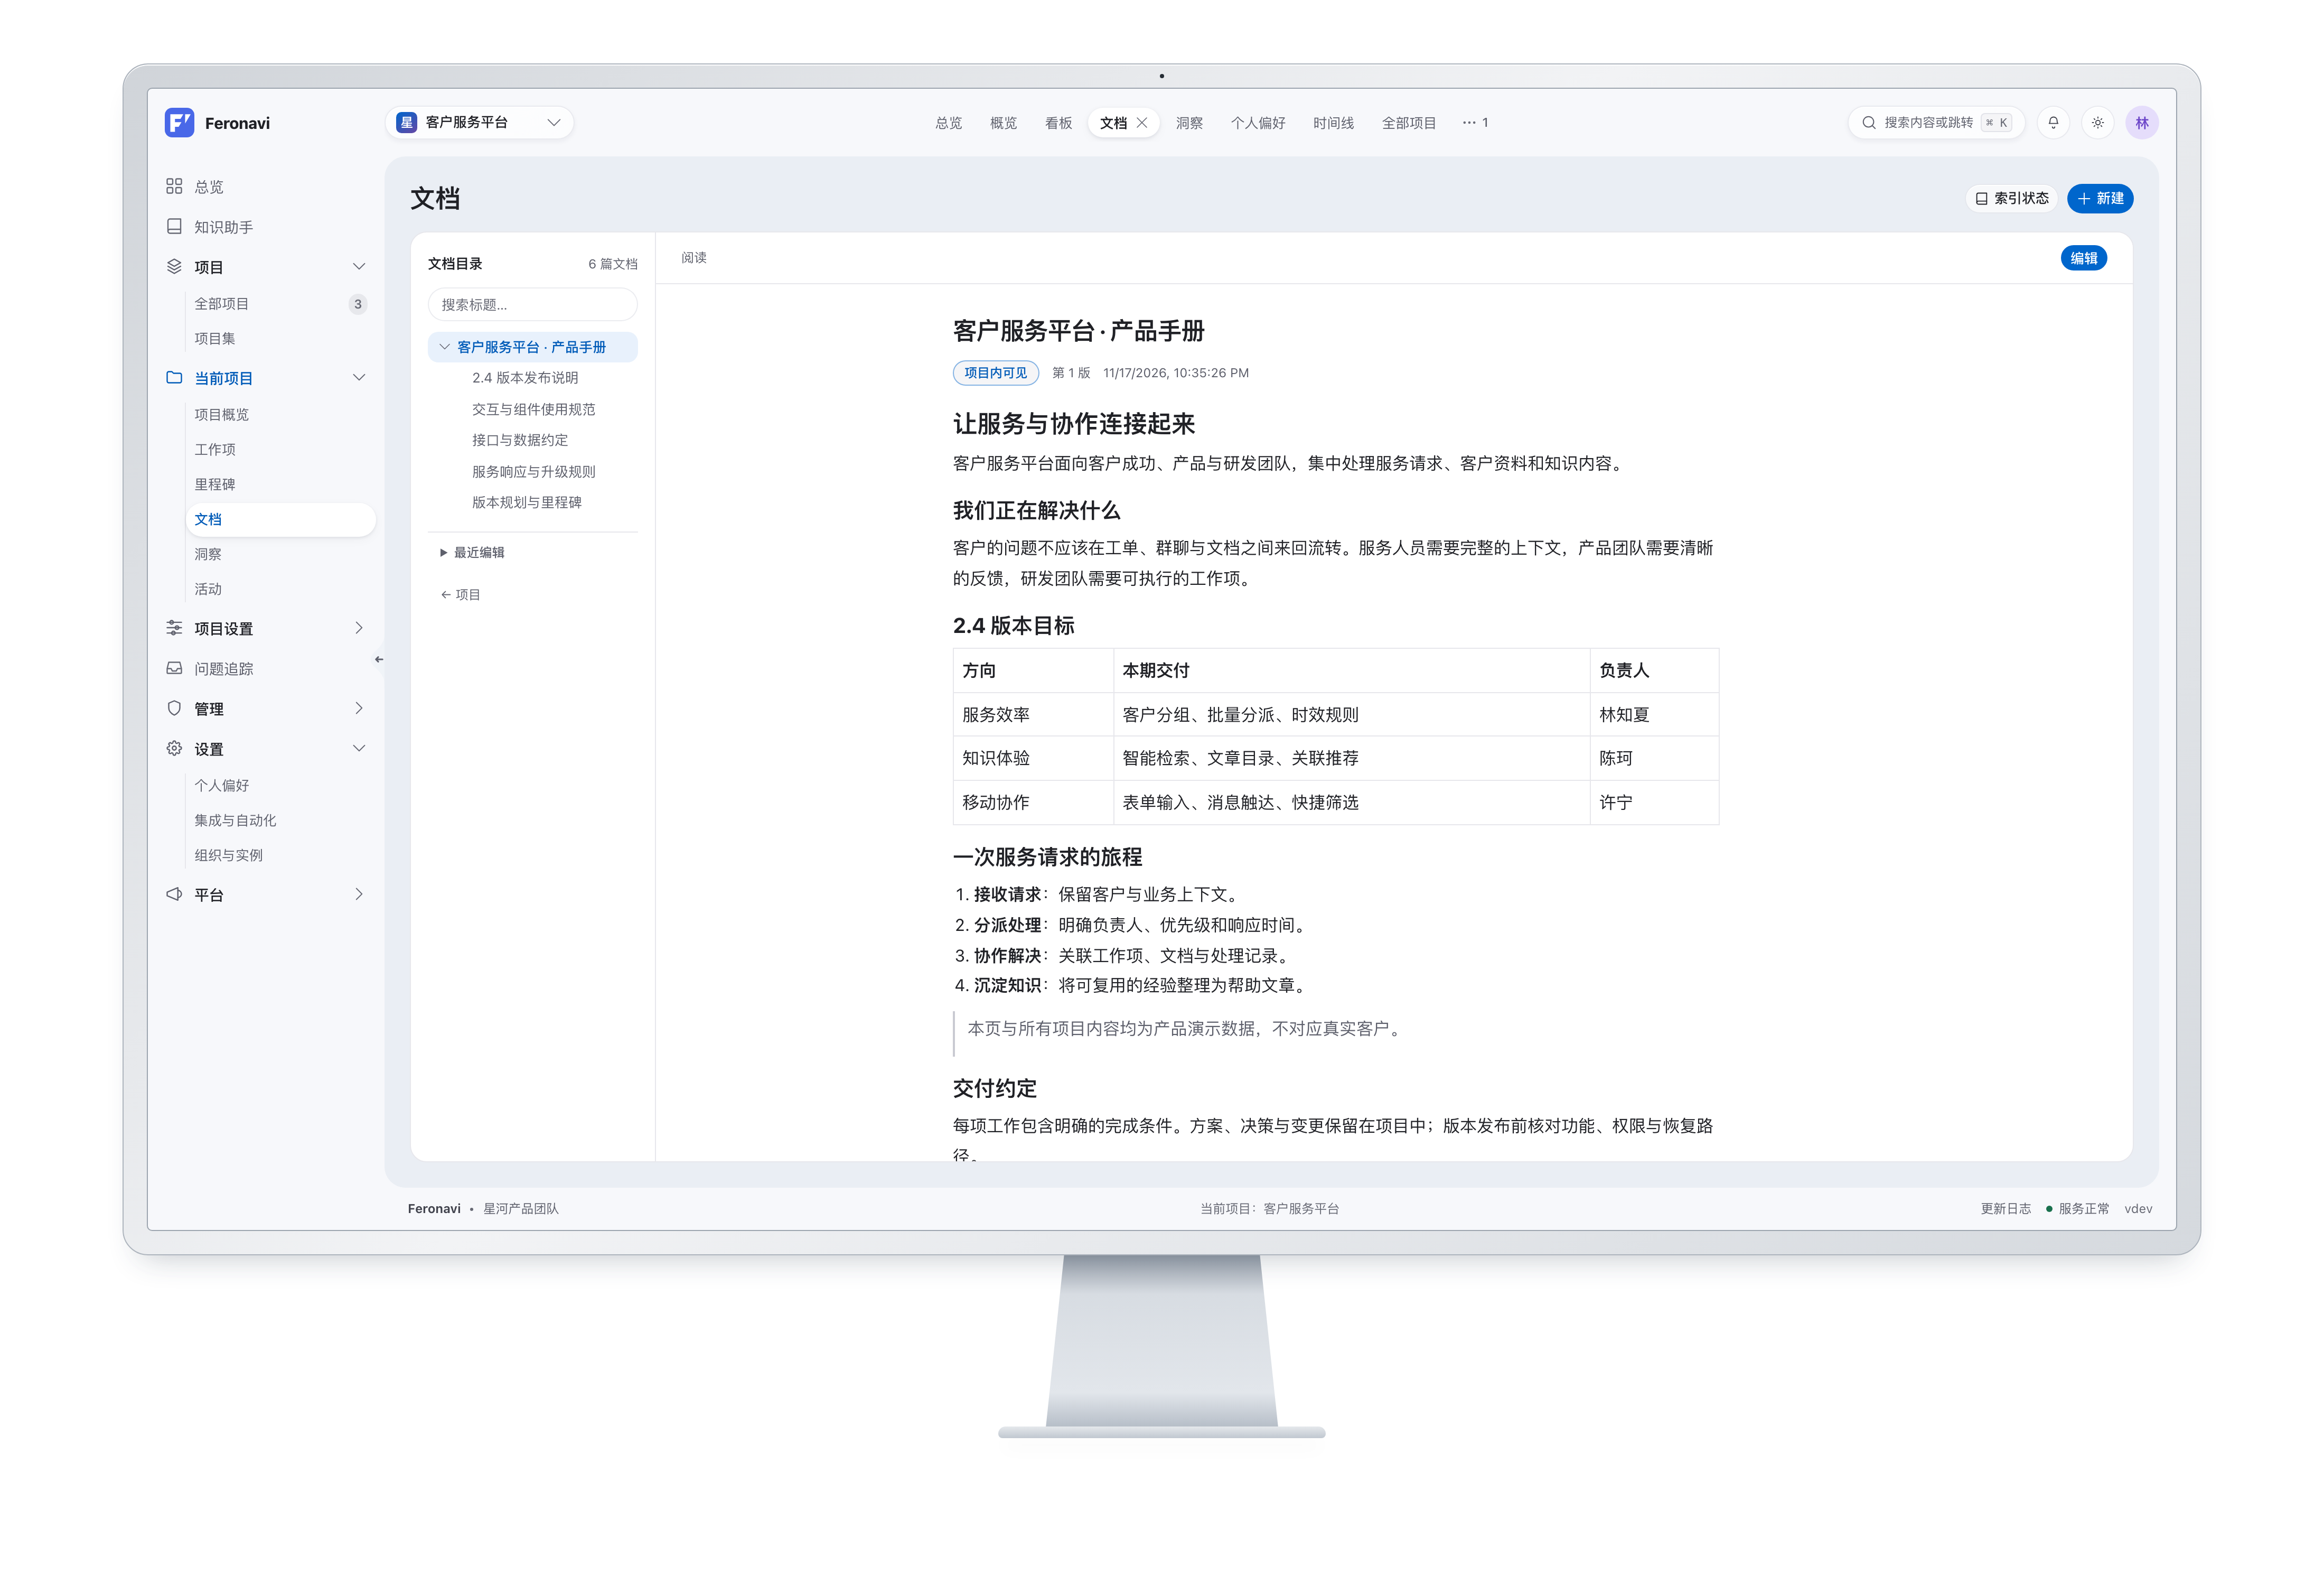 Feronavi
星 客户服务平台
总览 概览 看板 文档 洞察 个人偏好 时间线 全部项目 ··· 1
搜索内容或跳转 ⌘ K
林
总览
知识助手
项目
全部项目 3
项目集
当前项目
项目概览
工作项
里程碑
文档
洞察
活动
项目设置
问题追踪
管理
设置
个人偏好
集成与自动化
组织与实例
平台
文档
索引状态
+ 新建
文档目录 6 篇文档
搜索标题...
客户服务平台 · 产品手册
2.4 版本发布说明
交互与组件使用规范
接口与数据约定
服务响应与升级规则
版本规划与里程碑
▶ 最近编辑
← 项目
阅读
编辑
客户服务平台 · 产品手册
项目内可见 第 1 版 11/17/2026, 10:35:26 PM
让服务与协作连接起来
客户服务平台面向客户成功、产品与研发团队，集中处理服务请求、客户资料和知识内容。
我们正在解决什么
客户的问题不应该在工单、群聊与文档之间来回流转。服务人员需要完整的上下文，产品团队需要清晰
的反馈，研发团队需要可执行的工作项。
2.4 版本目标
方向 本期交付 负责人
服务效率 客户分组、批量分派、时效规则 林知夏
知识体验 智能检索、文章目录、关联推荐 陈珂
移动协作 表单输入、消息触达、快捷筛选 许宁
一次服务请求的旅程
1. 接收请求：保留客户与业务上下文。
2. 分派处理：明确负责人、优先级和响应时间。
3. 协作解决：关联工作项、文档与处理记录。
4. 沉淀知识：将可复用的经验整理为帮助文章。
本页与所有项目内容均为产品演示数据，不对应真实客户。
交付约定
每项工作包含明确的完成条件。方案、决策与变更保留在项目中；版本发布前核对功能、权限与恢复路
径。
Feronavi • 星河产品团队
当前项目：客户服务平台
更新日志 服务正常 vdev